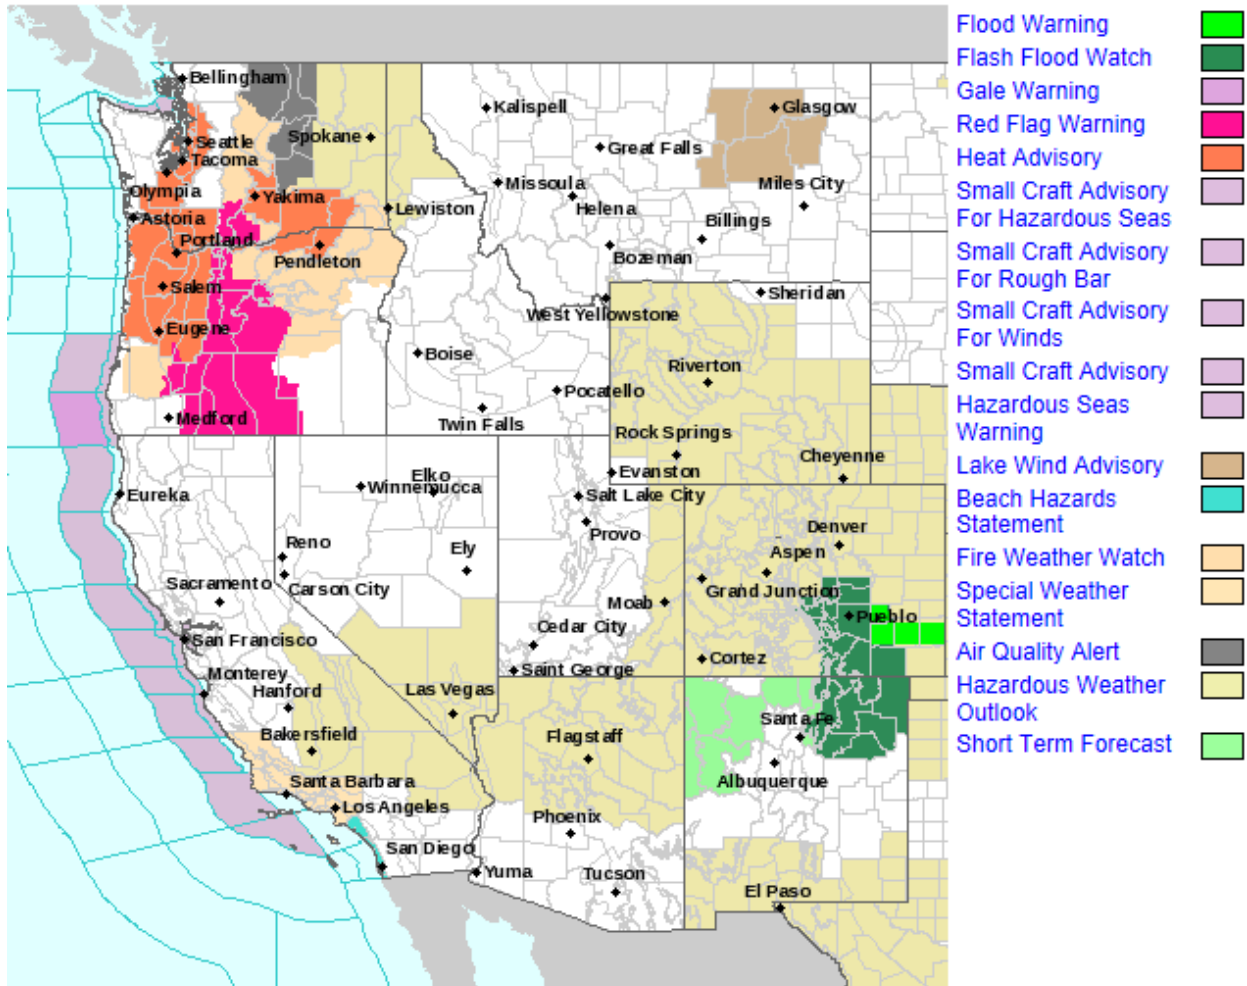 Bellingham
Seattle
Tacoma
Olympia
Spokane
Yakima
Astoria
Portland
Pendleton
Lewiston
Salem
Eugene
Medford
Kalispell
Great Falls
Missoula
Helena
Glasgow
Miles City
Billings
Bozeman
West Yellowstone
Sheridan
Boise
Pocatello
Twin Falls
Riverton
Rock Springs
Evanston
Cheyenne
Eureka
Elko
Winnemucca
Salt Lake City
Provo
Reno
Ely
Carson City
Sacramento
San Francisco
Monterey
Hanford
Bakersfield
Santa Barbara
Los Angeles
San Diego
Las Vegas
Moab
Cedar City
Saint George
Denver
Aspen
Grand Junction
Pueblo
Cortez
Flagstaff
Phoenix
Yuma
Tucson
Santa Fe
Albuquerque
El Paso
Flood Warning
Flash Flood Watch
Gale Warning
Red Flag Warning
Heat Advisory
Small Craft Advisory
For Hazardous Seas
Small Craft Advisory
For Rough Bar
Small Craft Advisory
For Winds
Small Craft Advisory
Hazardous Seas
Warning
Lake Wind Advisory
Beach Hazards
Statement
Fire Weather Watch
Special Weather
Statement
Air Quality Alert
Hazardous Weather
Outlook
Short Term Forecast